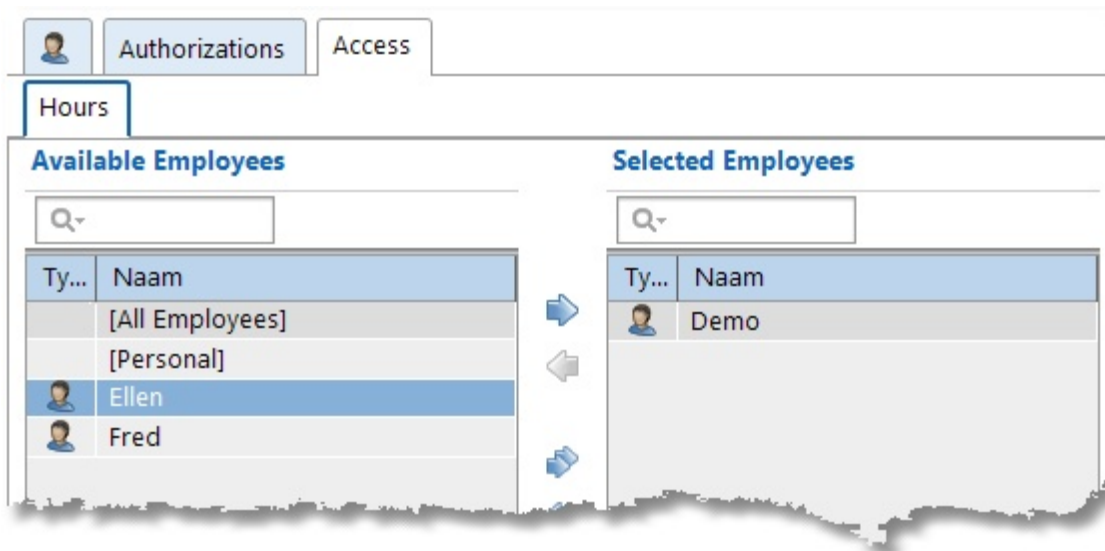 Authorizations Access
Hours
Available Employees
Ty... Naam
[All Employees]
[Personal]
Ellen
Fred
Selected Employees
Ty... Naam
Demo